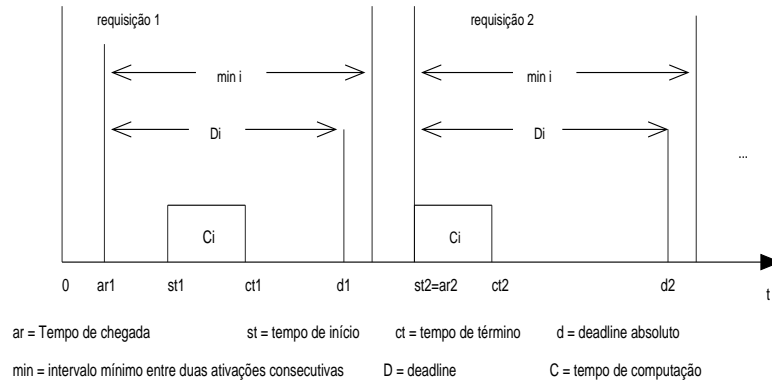 requisição 1 requisição 2
min i min i
Di Di
...
Ci Ci
0 ar1 st1 ct1 d1 st2=ar2 ct2 d2 t
ar = Tempo de chegada st = tempo de início ct = tempo de término d = deadline absoluto
min = intervalo mínimo entre duas ativações consecutivas D = deadline C = tempo de computação